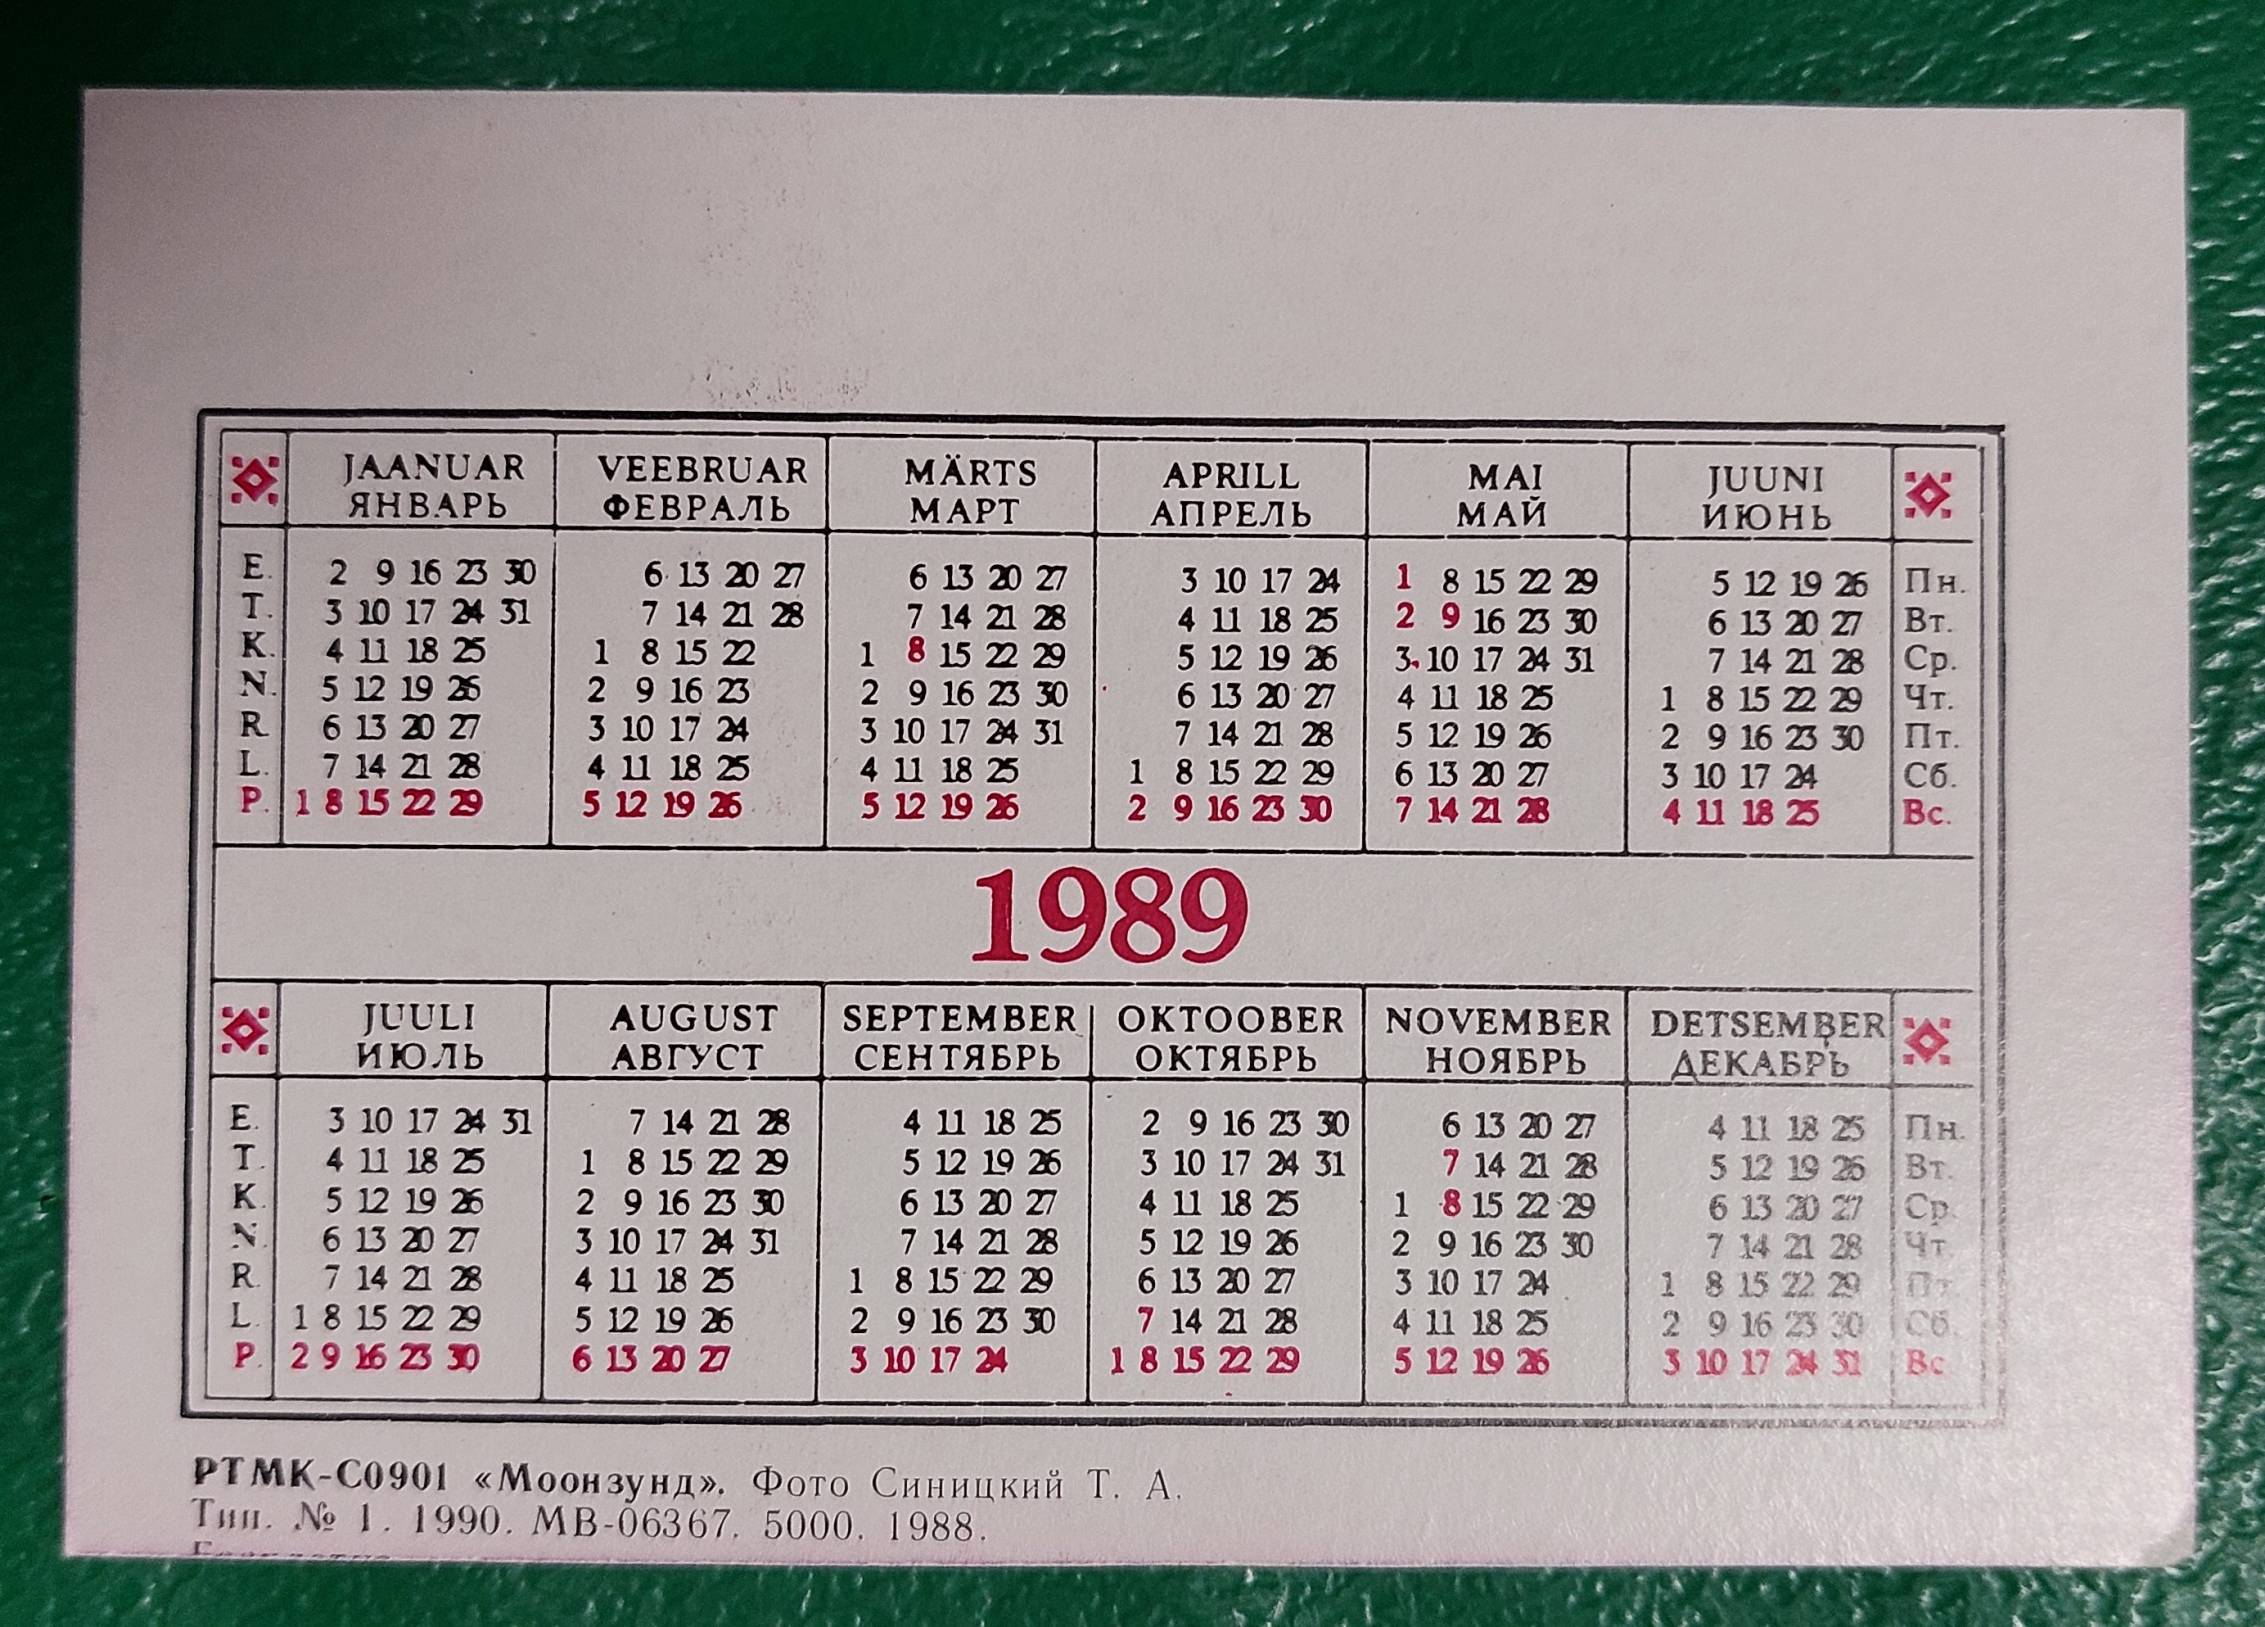 JAANUAR VEEBRUAR MÄRTS APRILL MAI JUUNI
ЯНВАРЬ ФЕВРАЛЬ МАРТ АПРЕЛЬ МАЙ ИЮНЬ
E. 2 9 16 23 30 6 13 20 27 6 13 20 27 3 10 17 24 1 8 15 22 29 5 12 19 26 Пн.
T. 3 10 17 24 31 7 14 21 28 7 14 21 28 4 11 18 25 2 9 16 23 30 6 13 20 27 Вт.
K. 4 11 18 25 1 8 15 22 1 8 15 22 29 5 12 19 26 3 10 17 24 31 7 14 21 28 Ср.
N. 5 12 19 26 2 9 16 23 2 9 16 23 30 6 13 20 27 4 11 18 25 1 8 15 22 29 Чт.
R. 6 13 20 27 3 10 17 24 3 10 17 24 31 7 14 21 28 5 12 19 26 2 9 16 23 30 Пт.
L. 7 14 21 28 4 11 18 25 4 11 18 25 1 8 15 22 29 6 13 20 27 3 10 17 24 Сб.
P. 1 8 15 22 29 5 12 19 26 5 12 19 26 2 9 16 23 30 7 14 21 28 4 11 18 25 Вс.
1989
JUULI AUGUST SEPTEMBER OKTOOBER NOVEMBER DETSEMBER
ИЮЛЬ АВГУСТ СЕНТЯБРЬ ОКТЯБРЬ НОЯБРЬ ДЕКАБРЬ
E. 3 10 17 24 31 7 14 21 28 4 11 18 25 2 9 16 23 30 6 13 20 27 4 11 18 25 Пн.
T. 4 11 18 25 1 8 15 22 29 5 12 19 26 3 10 17 24 31 7 14 21 28 5 12 19 26 Вт.
K. 5 12 19 26 2 9 16 23 30 6 13 20 27 4 11 18 25 1 8 15 22 29 6 13 20 27 Ср.
N. 6 13 20 27 3 10 17 24 31 7 14 21 28 5 12 19 26 2 9 16 23 30 7 14 21 28 Чт.
R. 7 14 21 28 4 11 18 25 1 8 15 22 29 6 13 20 27 3 10 17 24 1 8 15 22 29 Пт.
L. 1 8 15 22 29 5 12 19 26 2 9 16 23 30 7 14 21 28 4 11 18 25 2 9 16 23 30 Сб.
P. 2 9 16 23 30 6 13 20 27 3 10 17 24 1 8 15 22 29 5 12 19 26 3 10 17 24 31 Вс
РТМК-С0901 «Моонзунд». Фото Синицкий Т. А.
Тип. № 1. 1990. МВ-06367. 5000. 1988.